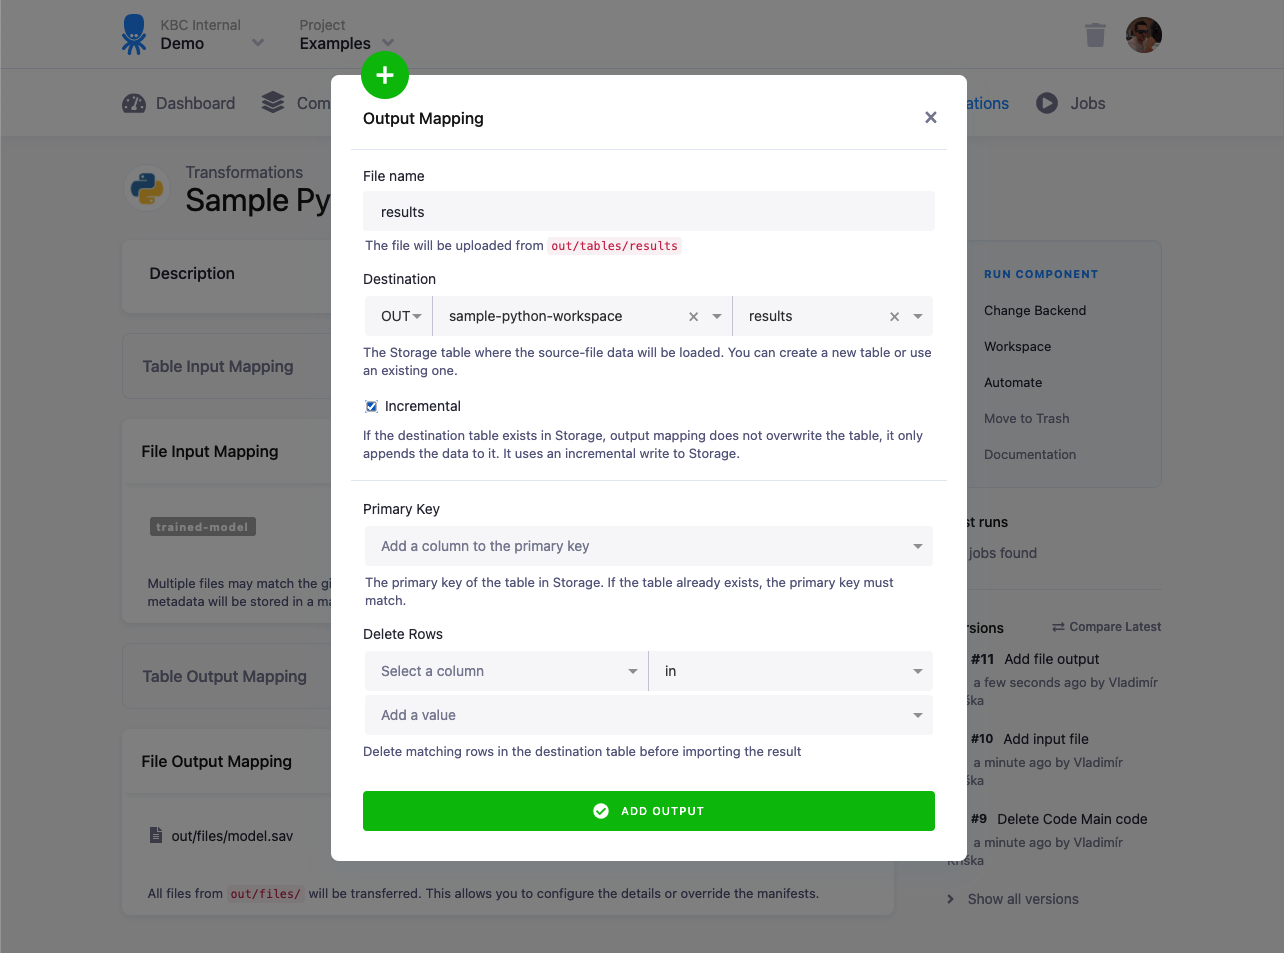 KBC Internal
Demo
Project
Examples
Dashboard
Com
ations
Jobs
Transformations
Sample Py
Description
Table Input Mapping
File Input Mapping
trained-model
Multiple files may match the gi
metadata will be stored in a ma
Table Output Mapping
File Output Mapping
out/files/model.sav
All files from out/files/ will be transferred. This allows you to configure the details or override the manifests.
Output Mapping
File name
results
The file will be uploaded from out/tables/results
Destination
OUT
sample-python-workspace
results
The Storage table where the source-file data will be loaded. You can create a new table or use
an existing one.
Incremental
If the destination table exists in Storage, output mapping does not overwrite the table, it only
appends the data to it. It uses an incremental write to Storage.
Primary Key
Add a column to the primary key
The primary key of the table in Storage. If the table already exists, the primary key must
match.
Delete Rows
Select a column
in
Add a value
Delete matching rows in the destination table before importing the result
ADD OUTPUT
RUN COMPONENT
Change Backend
Workspace
Automate
Move to Trash
Documentation
st runs
jobs found
rsions
Compare Latest
#11 Add file output
a few seconds ago by Vladimír
ška
#10 Add input file
a minute ago by Vladimír
ška
#9 Delete Code Main code
a minute ago by Vladimír
Kriška
Show all versions